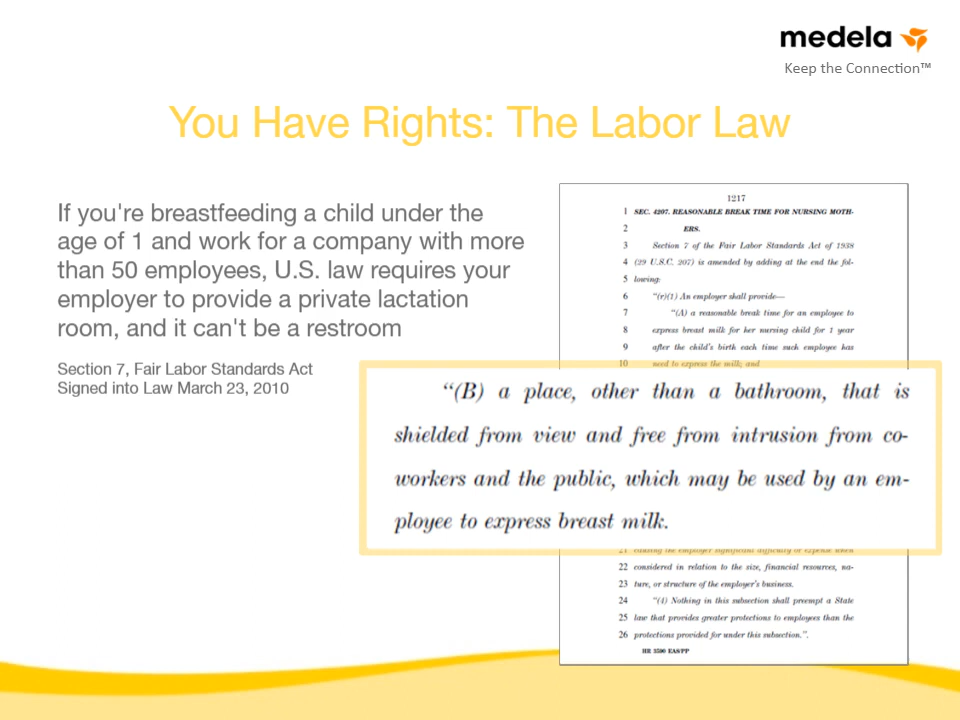 medela
Keep the Connection™
You Have Rights: The Labor Law
If you're breastfeeding a child under the
age of 1 and work for a company with more
than 50 employees, U.S. law requires your
employer to provide a private lactation
room, and it can't be a restroom
Section 7, Fair Labor Standards Act
Signed into Law March 23, 2010
1217
1 SEC. 4207. REASONABLE BREAK TIME FOR NURSING MOTH-
2 ERS.
3 Section 7 of the Fair Labor Standards Act of 1938
4 (29 U.S.C. 207) is amended by adding at the end the fol-
5 lowing:
6 “(r)(1) An employer shall provide—
7 “(A) a reasonable break time for an employee to
8 express breast milk for her nursing child for 1 year
9 after the child's birth each time such employee has
10 need to express the milk; and
“(B) a place, other than a bathroom, that is
shielded from view and free from intrusion from co-
workers and the public, which may be used by an em-
ployee to express breast milk.
21 causing the employer significant difficulty or expense when
22 considered in relation to the size, financial resources, na-
23 ture, or structure of the employer's business.
24 “(4) Nothing in this subsection shall preempt a State
25 law that provides greater protections to employees than the
26 protections provided for under this subsection.”.
HR 3590 EAS/PP